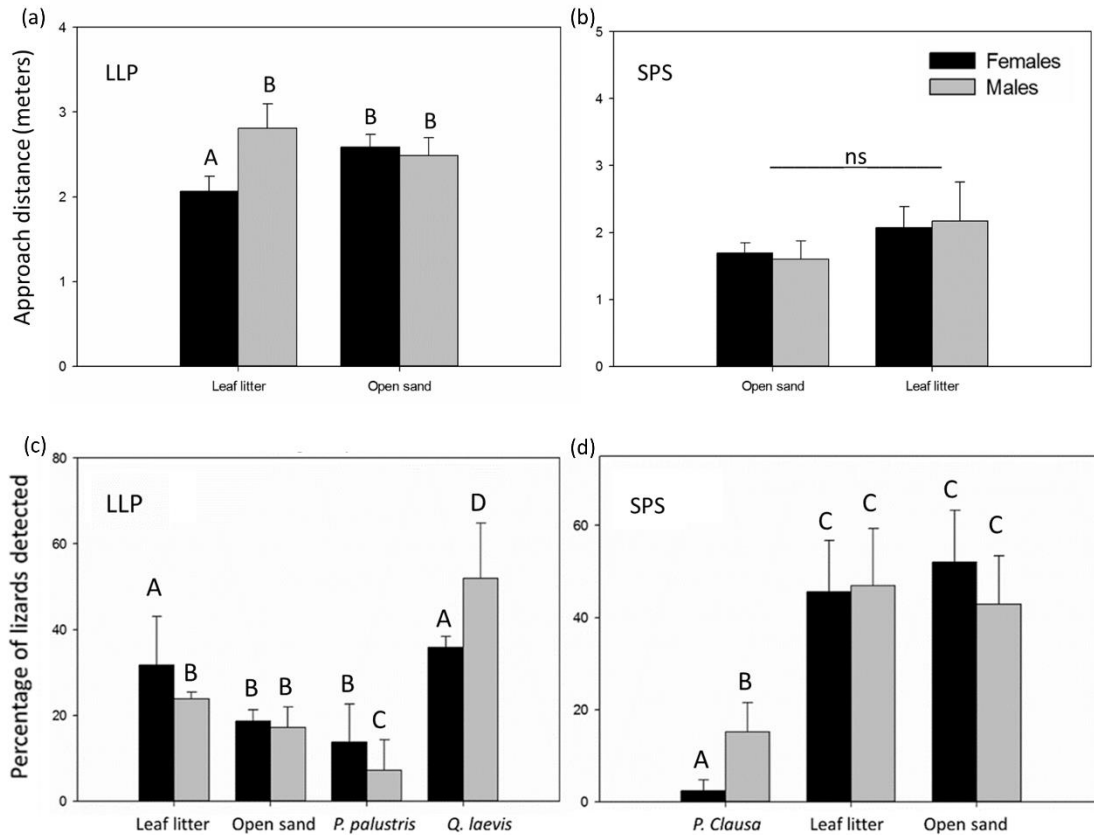 (a)
4
3
2
1
0
Approach distance (meters)
LLP
A
B
B
B
Leaf litter
Open sand
(b)
5
4
3
2
1
0
SPS
Females
Males
ns
Open sand
Leaf litter
(c)
80
60
40
20
0
Percentage of lizards detected
LLP
A
B
B
B
B
C
A
D
Leaf litter
Open sand
P. palustris
Q. laevis
(d)
60
40
20
0
SPS
A
B
C
C
C
C
P. Clausa
Leaf litter
Open sand